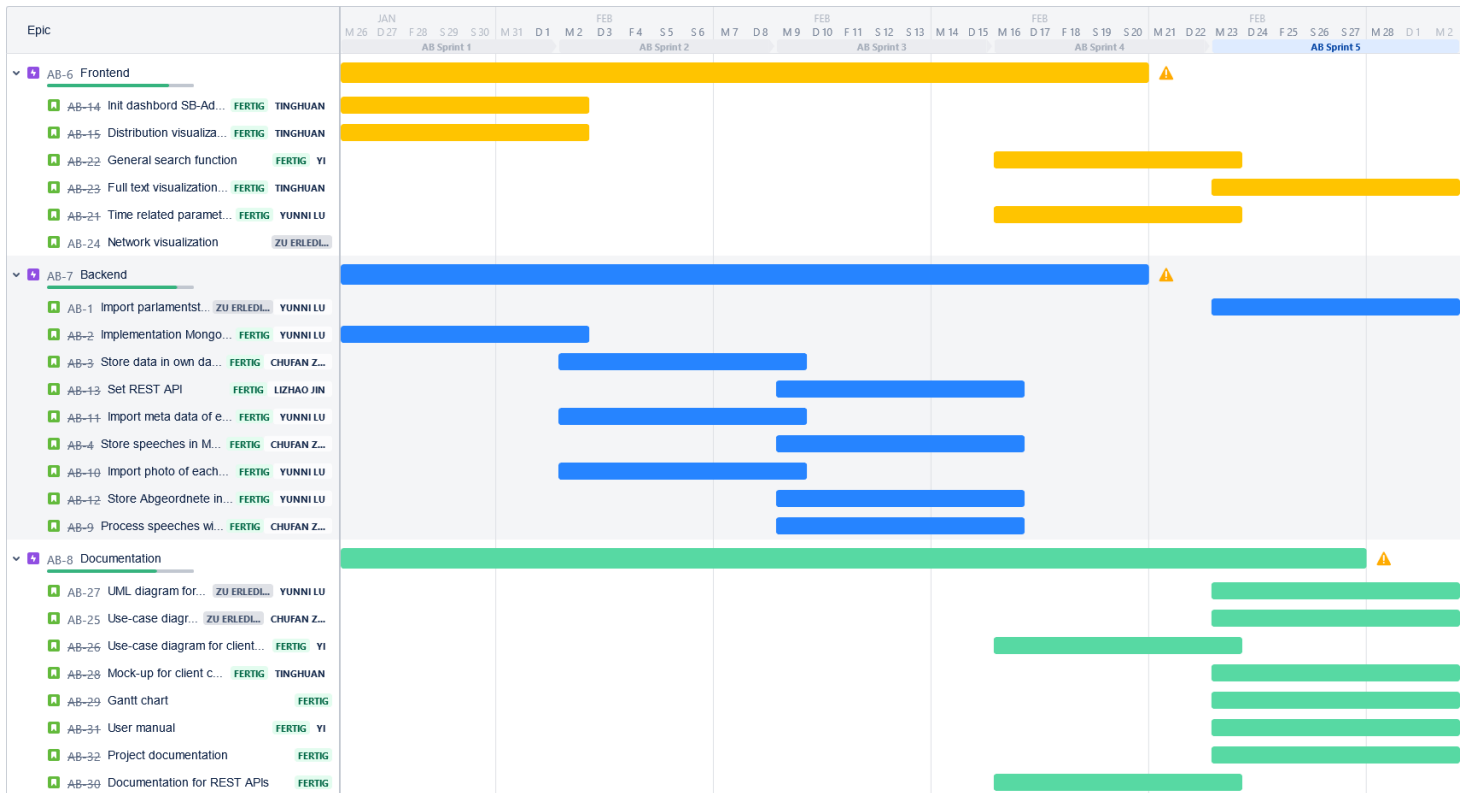 Epic
JAN FEB FEB FEB FEB
M 26 D 27 F 28 S 29 S 30 M 31 D 1 M 2 D 3 F 4 S 5 S 6 M 7 D 8 M 9 D 10 F 11 S 12 S 13 M 14 D 15 M 16 D 17 F 18 S 19 S 20 M 21 D 22 M 23 D 24 F 25 S 26 S 27 M 28 D 1 M 2
AB Sprint 1 AB Sprint 2 AB Sprint 3 AB Sprint 4 AB Sprint 5
AB-6 Frontend
AB-14 Init dashbord SB-Ad... FERTIG TINGHUAN
AB-15 Distribution visualiza... FERTIG TINGHUAN
AB-22 General search function FERTIG YI
AB-23 Full text visualization... FERTIG TINGHUAN
AB-21 Time related paramet... FERTIG YUNNI LU
AB-24 Network visualization ZU ERLEDI...
AB-7 Backend
AB-1 Import parlamentst... ZU ERLEDI... YUNNI LU
AB-2 Implementation Mongo... FERTIG YUNNI LU
AB-3 Store data in own da... FERTIG CHUFAN Z...
AB-13 Set REST API FERTIG LIZHAO JIN
AB-11 Import meta data of e... FERTIG YUNNI LU
AB-4 Store speeches in M... FERTIG CHUFAN Z...
AB-10 Import photo of each... FERTIG YUNNI LU
AB-12 Store Abgeordnete in... FERTIG YUNNI LU
AB-9 Process speeches wi... FERTIG CHUFAN Z...
AB-8 Documentation
AB-27 UML diagram for... ZU ERLEDI... YUNNI LU
AB-25 Use-case diagr... ZU ERLEDI... CHUFAN Z...
AB-26 Use-case diagram for client... FERTIG YI
AB-28 Mock-up for client c... FERTIG TINGHUAN
AB-29 Gantt chart FERTIG
AB-31 User manual FERTIG YI
AB-32 Project documentation FERTIG
AB-30 Documentation for REST APIs FERTIG